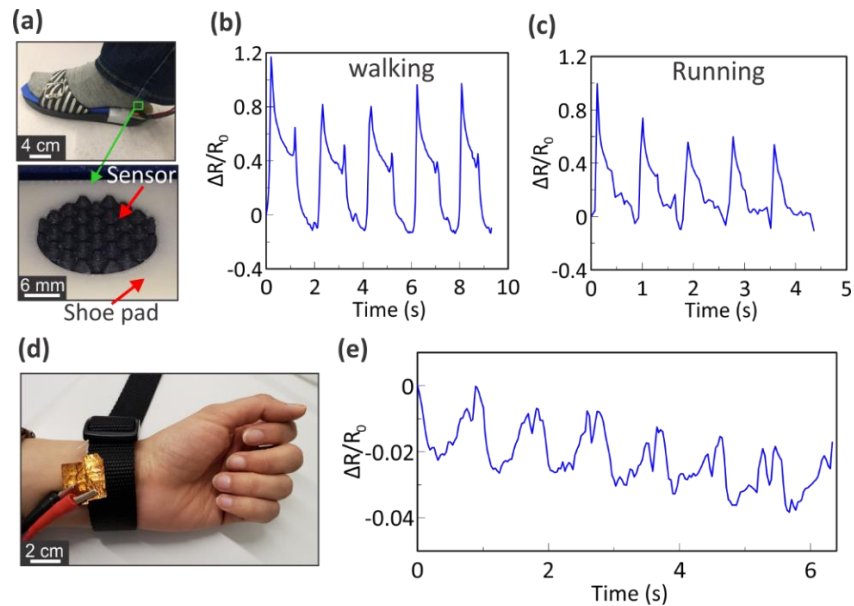 (a)
4 cm
Sensor
6 mm
Shoe pad
(b)
walking
1.2
0.8
0.4
0
-0.4
ΔR/R₀
0 2 4 6 8 10
Time (s)
(c)
Running
1.2
0.8
0.4
0
-0.4
ΔR/R₀
0 1 2 3 4 5
Time (s)
(d)
2 cm
(e)
0
-0.02
-0.04
ΔR/R₀
0 2 4 6
Time (s)